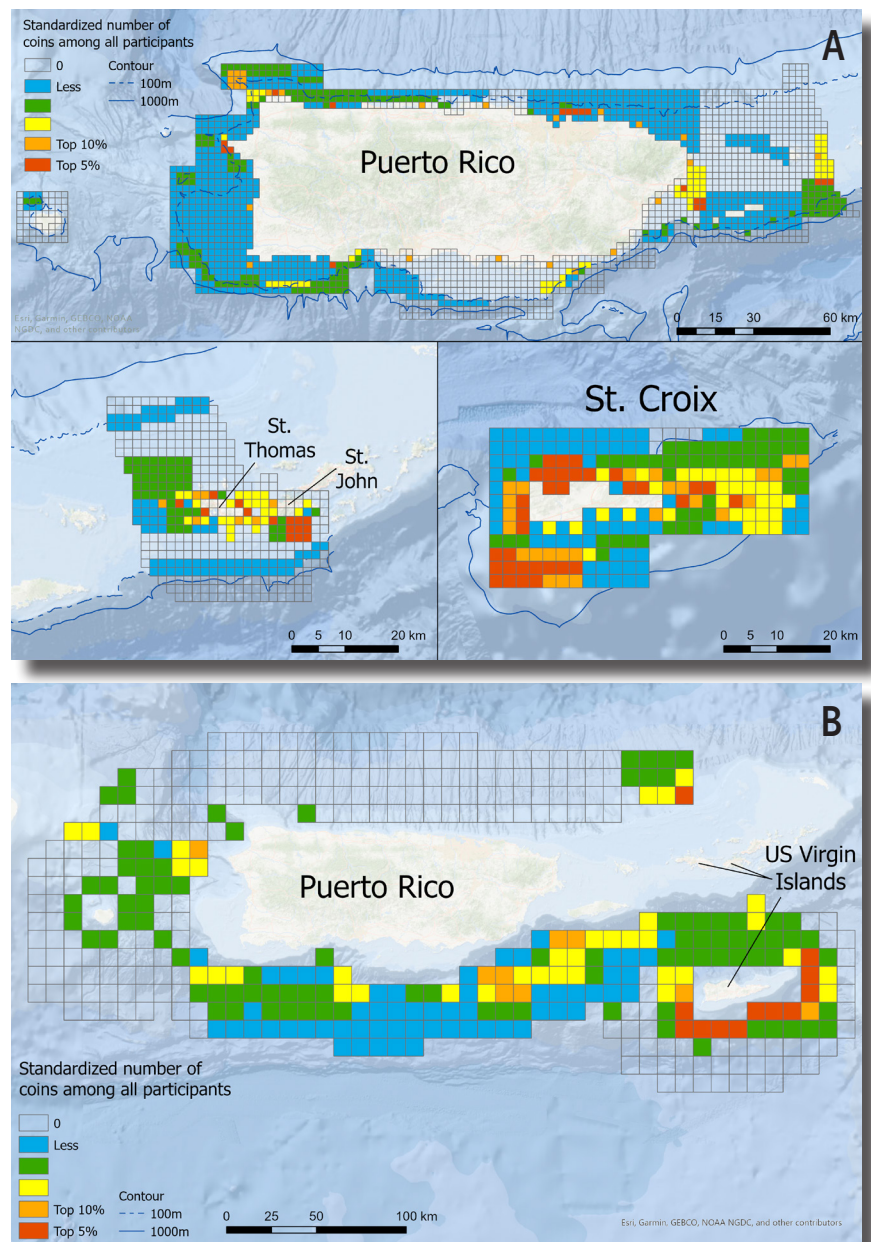 Standardized number of
coins among all participants
0
Less
Top 10%
Top 5%
Contour
100m
1000m
A
Puerto Rico
Esri, Garmin, GEBCO, NOAA
NGDC, and other contributors
0 15 30 60 km
St.
Thomas
St.
John
0 5 10 20 km
St. Croix
0 5 10 20 km
B
Puerto Rico
US Virgin
Islands
Standardized number of
coins among all participants
0
Less
Top 10%
Top 5%
Contour
100m
1000m
0 25 50 100 km
Esri, Garmin, GEBCO, NOAA NGDC, and other contributors